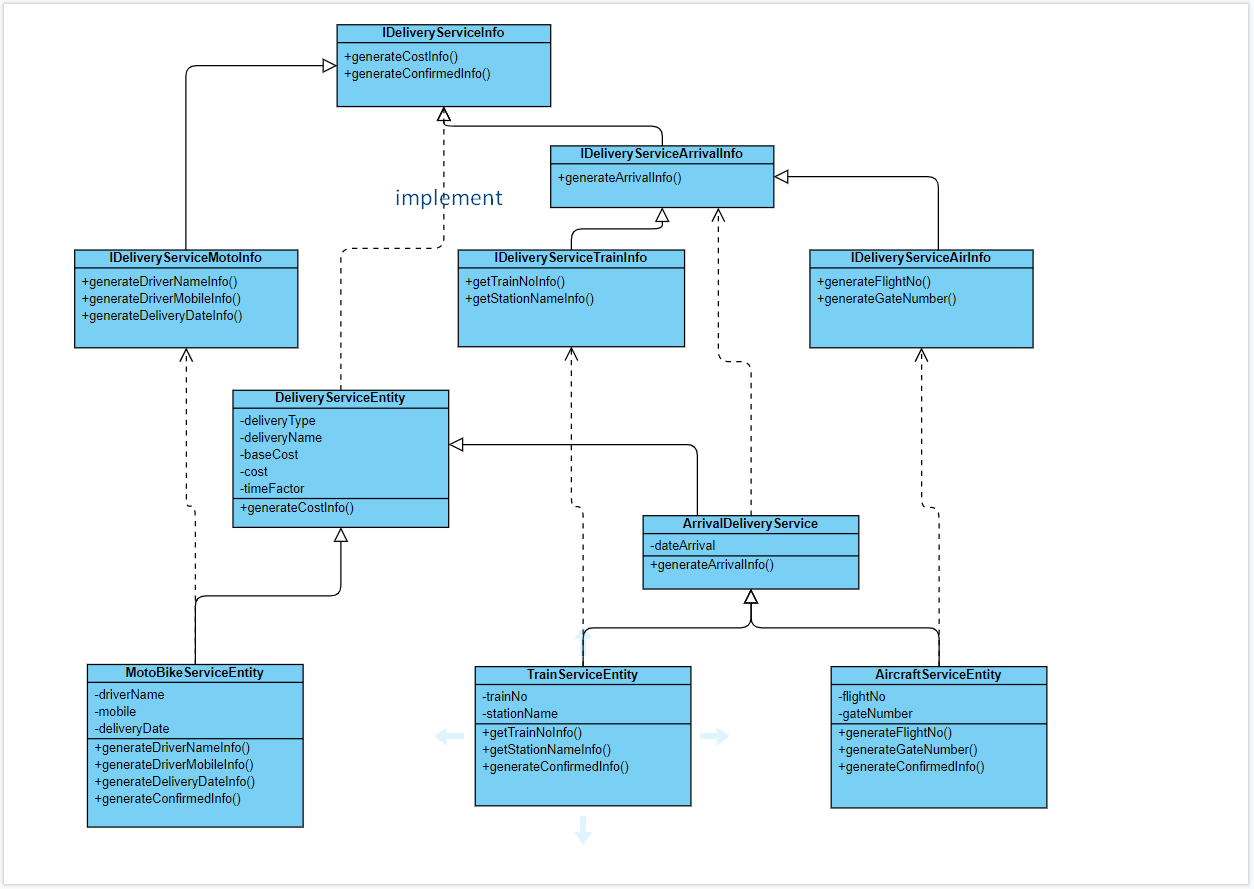 IDeliveryServiceInfo
+generateCostInfo()
+generateConfirmedInfo()
IDeliveryServiceArrivalInfo
+generateArrivalInfo()
implement
IDeliveryServiceMotoInfo
+generateDriverNameInfo()
+generateDriverMobileInfo()
+generateDeliveryDateInfo()
IDeliveryServiceTrainInfo
+getTrainNoInfo()
+getStationNameInfo()
IDeliveryServiceAirInfo
+generateFlightNo()
+generateGateNumber()
DeliveryServiceEntity
-deliveryType
-deliveryName
-baseCost
-cost
-timeFactor
+generateCostInfo()
ArrivalDeliveryService
-dateArrival
+generateArrivalInfo()
MotoBikeServiceEntity
-driverName
-mobile
-deliveryDate
+generateDriverNameInfo()
+generateDriverMobileInfo()
+generateDeliveryDateInfo()
+generateConfirmedInfo()
TrainServiceEntity
-trainNo
-stationName
+getTrainNoInfo()
+getStationNameInfo()
+generateConfirmedInfo()
AircraftServiceEntity
-flightNo
-gateNumber
+generateFlightNo()
+generateGateNumber()
+generateConfirmedInfo()